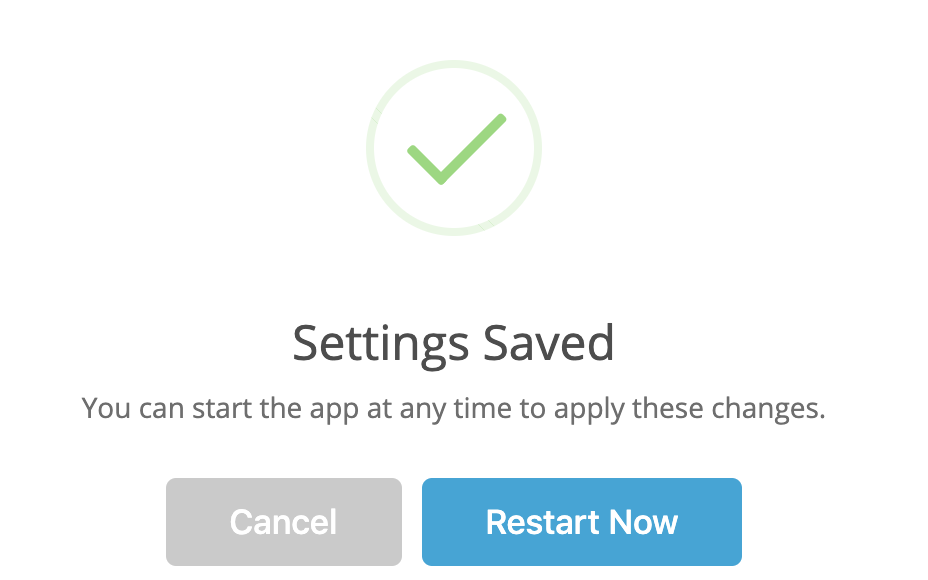 Settings Saved
You can start the app at any time to apply these changes.
Cancel
Restart Now